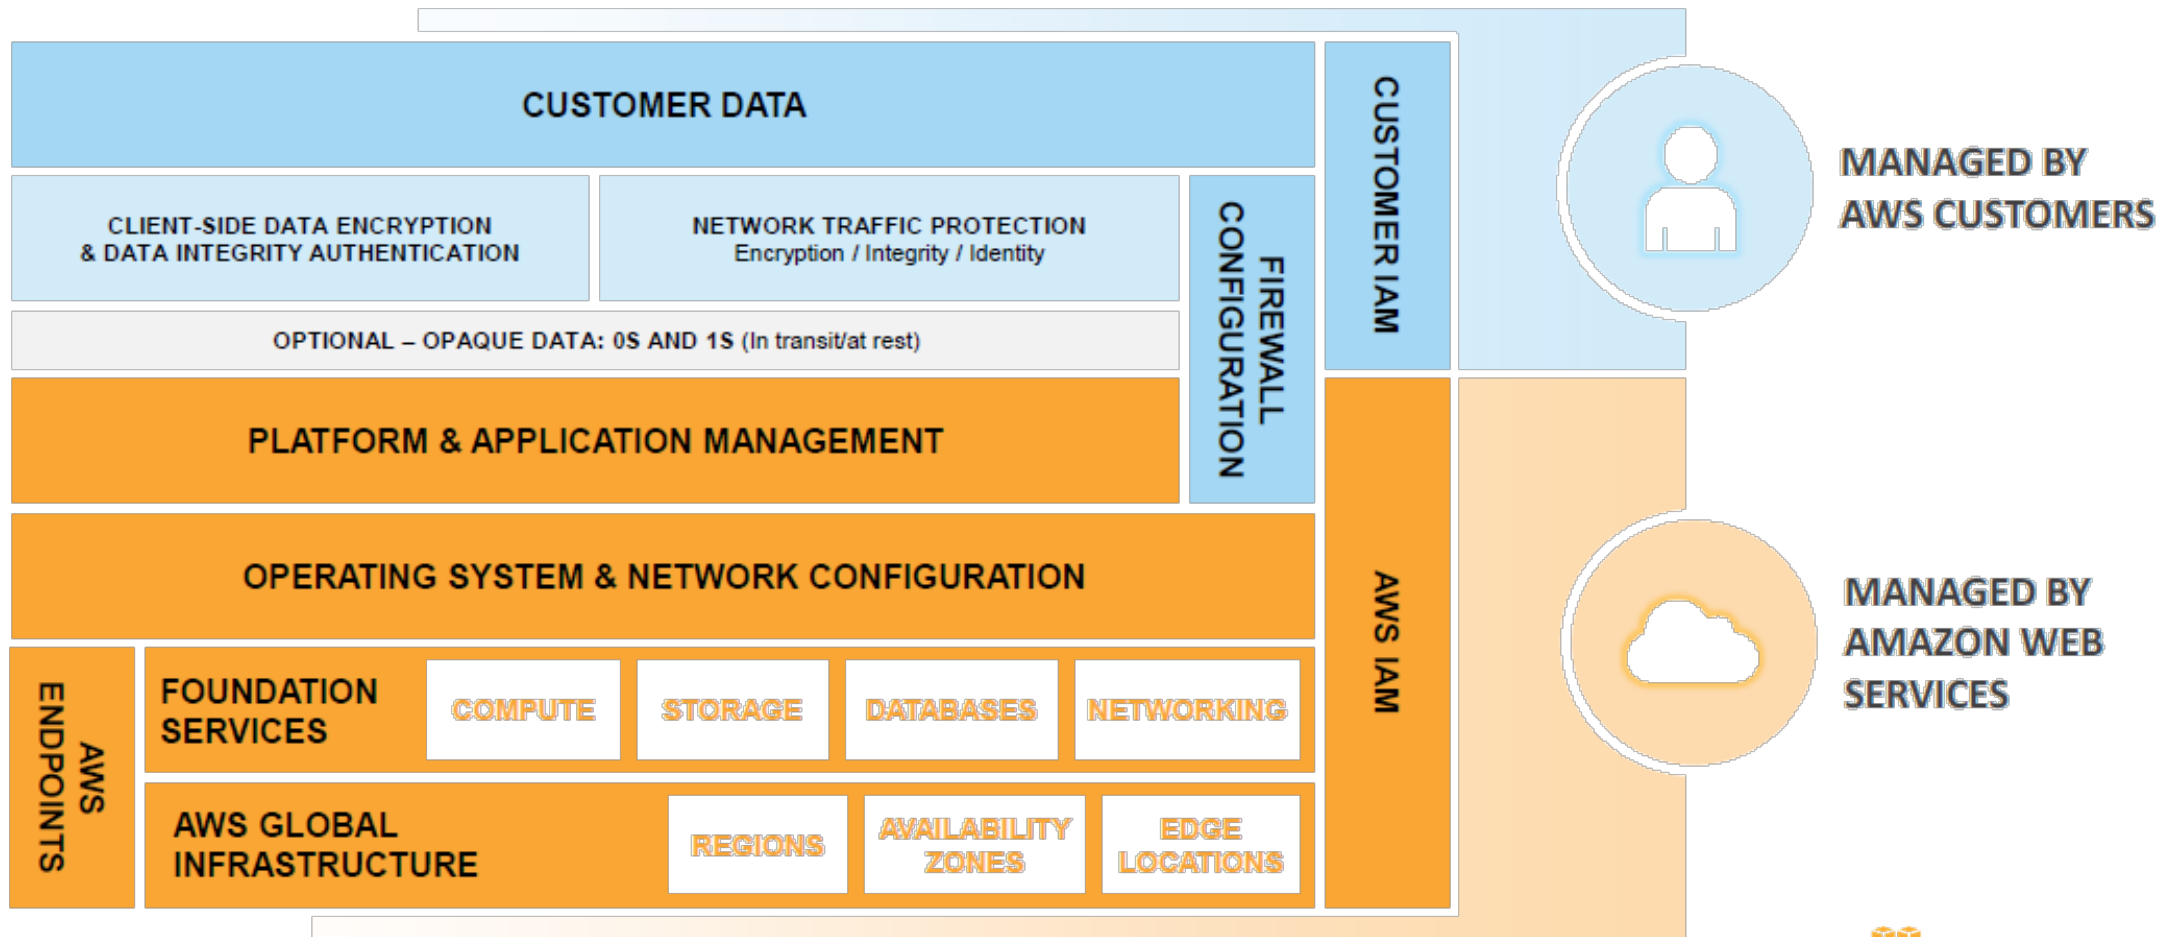 CUSTOMER DATA
CUSTOMER IAM
CLIENT-SIDE DATA ENCRYPTION
& DATA INTEGRITY AUTHENTICATION
NETWORK TRAFFIC PROTECTION
Encryption / Integrity / Identity
FIREWALL
CONFIGURATION
OPTIONAL – OPAQUE DATA: 0S AND 1S (In transit/at rest)
PLATFORM & APPLICATION MANAGEMENT
OPERATING SYSTEM & NETWORK CONFIGURATION
AWS IAM
AWS
ENDPOINTS
FOUNDATION
SERVICES
COMPUTE
STORAGE
DATABASES
NETWORKING
AWS GLOBAL
INFRASTRUCTURE
REGIONS
AVAILABILITY
ZONES
EDGE
LOCATIONS
MANAGED BY
AWS CUSTOMERS
MANAGED BY
AMAZON WEB
SERVICES